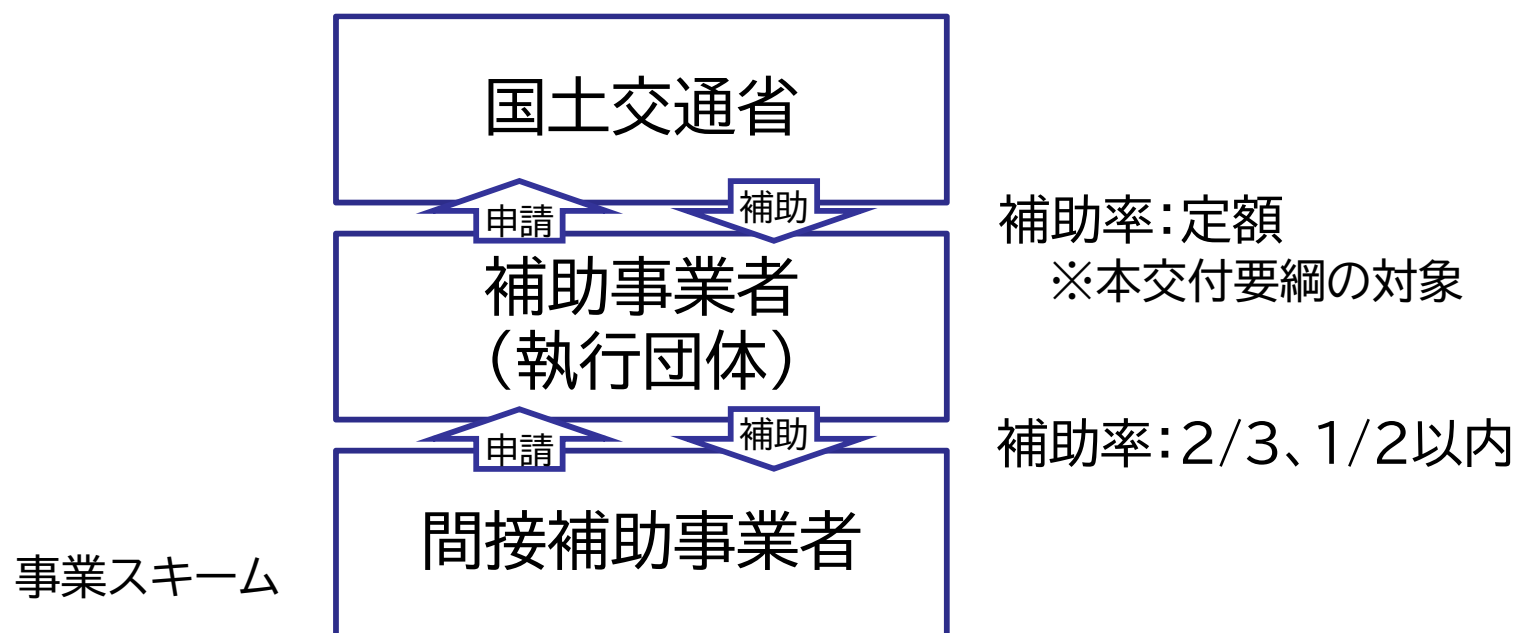 国土交通省
申請
補助
補助率：定額
※本交付要綱の対象
補助事業者
（執行団体）
申請
補助
補助率：2/3、1/2以内
間接補助事業者
事業スキーム